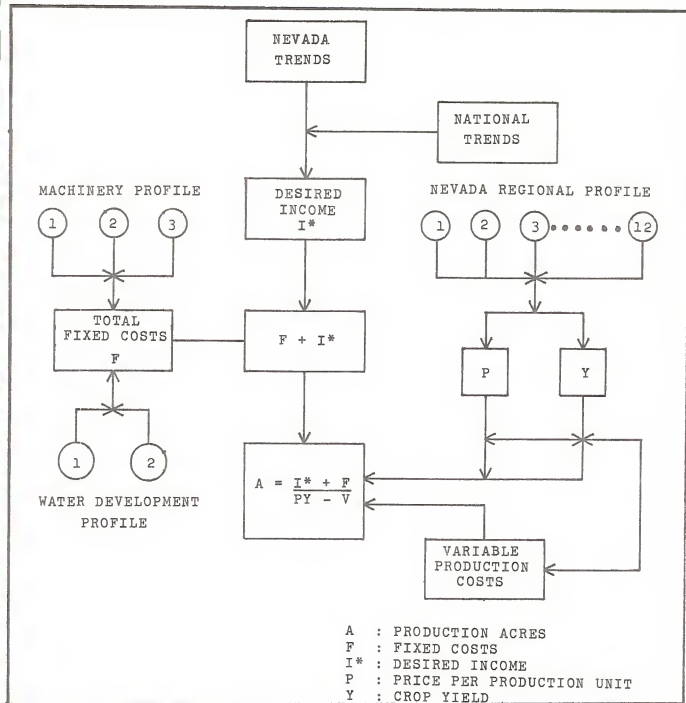 NEVADA
TRENDS
NATIONAL
TRENDS
MACHINERY PROFILE
1 2 3
DESIRED
INCOME
I*
NEVADA REGIONAL PROFILE
1 2 3 ...... 12
TOTAL
FIXED COSTS
F
F + I*
P
Y
1 2
WATER DEVELOPMENT
PROFILE
A = I* + F
PY - V
VARIABLE
PRODUCTION
COSTS
A : PRODUCTION ACRES
F : FIXED COSTS
I* : DESIRED INCOME
P : PRICE PER PRODUCTION UNIT
Y : CROP YIELD